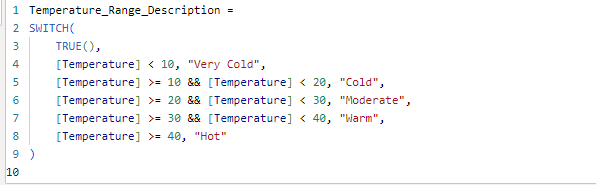 1 Temperature_Range_Description =
2 SWITCH(
3 TRUE(),
4 [Temperature] < 10, "Very Cold",
5 [Temperature] >= 10 && [Temperature] < 20, "Cold",
6 [Temperature] >= 20 && [Temperature] < 30, "Moderate",
7 [Temperature] >= 30 && [Temperature] < 40, "Warm",
8 [Temperature] >= 40, "Hot"
9 )
10